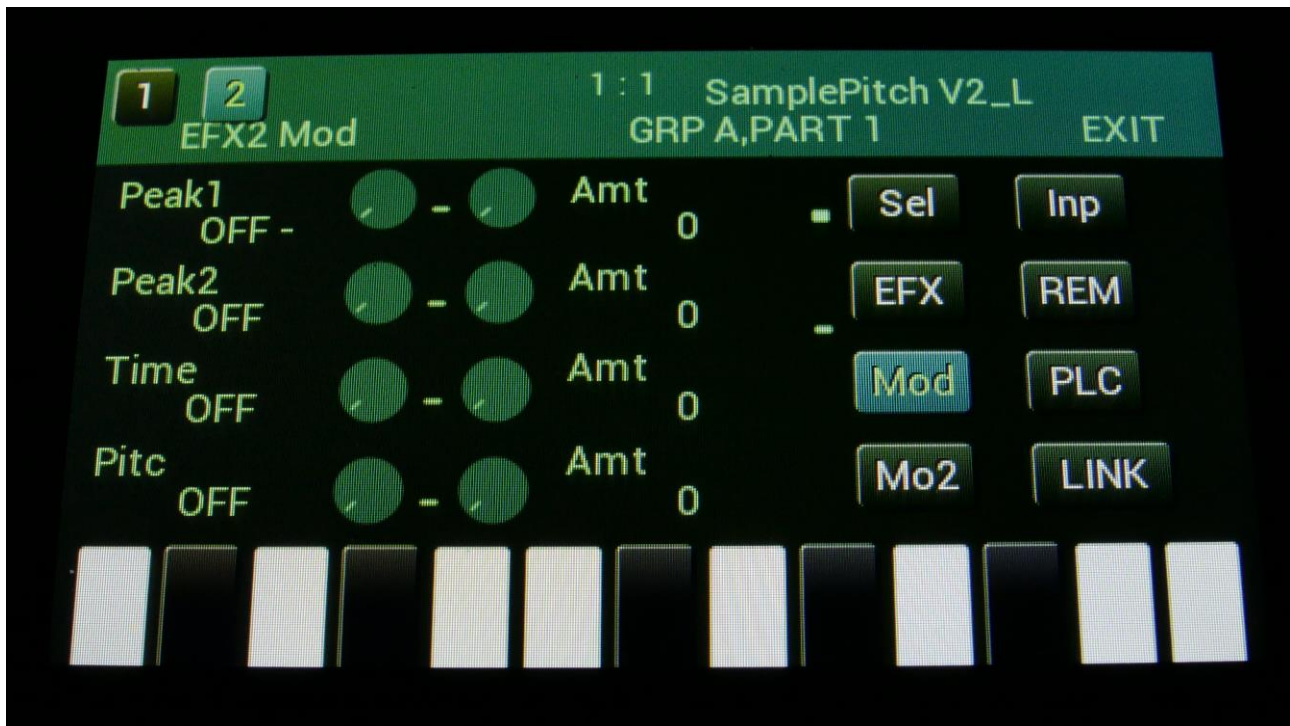 1 2 1 : 1 SamplePitch V2_L
EFX2 Mod GRP A,PART 1 EXIT
Peak1 Amt Sel Inp
OFF - - 0 -
Peak2 Amt EFX REM
OFF - 0 -
Time Amt Mod PLC
OFF - 0
Pitc Amt Mo2 LINK
OFF - 0